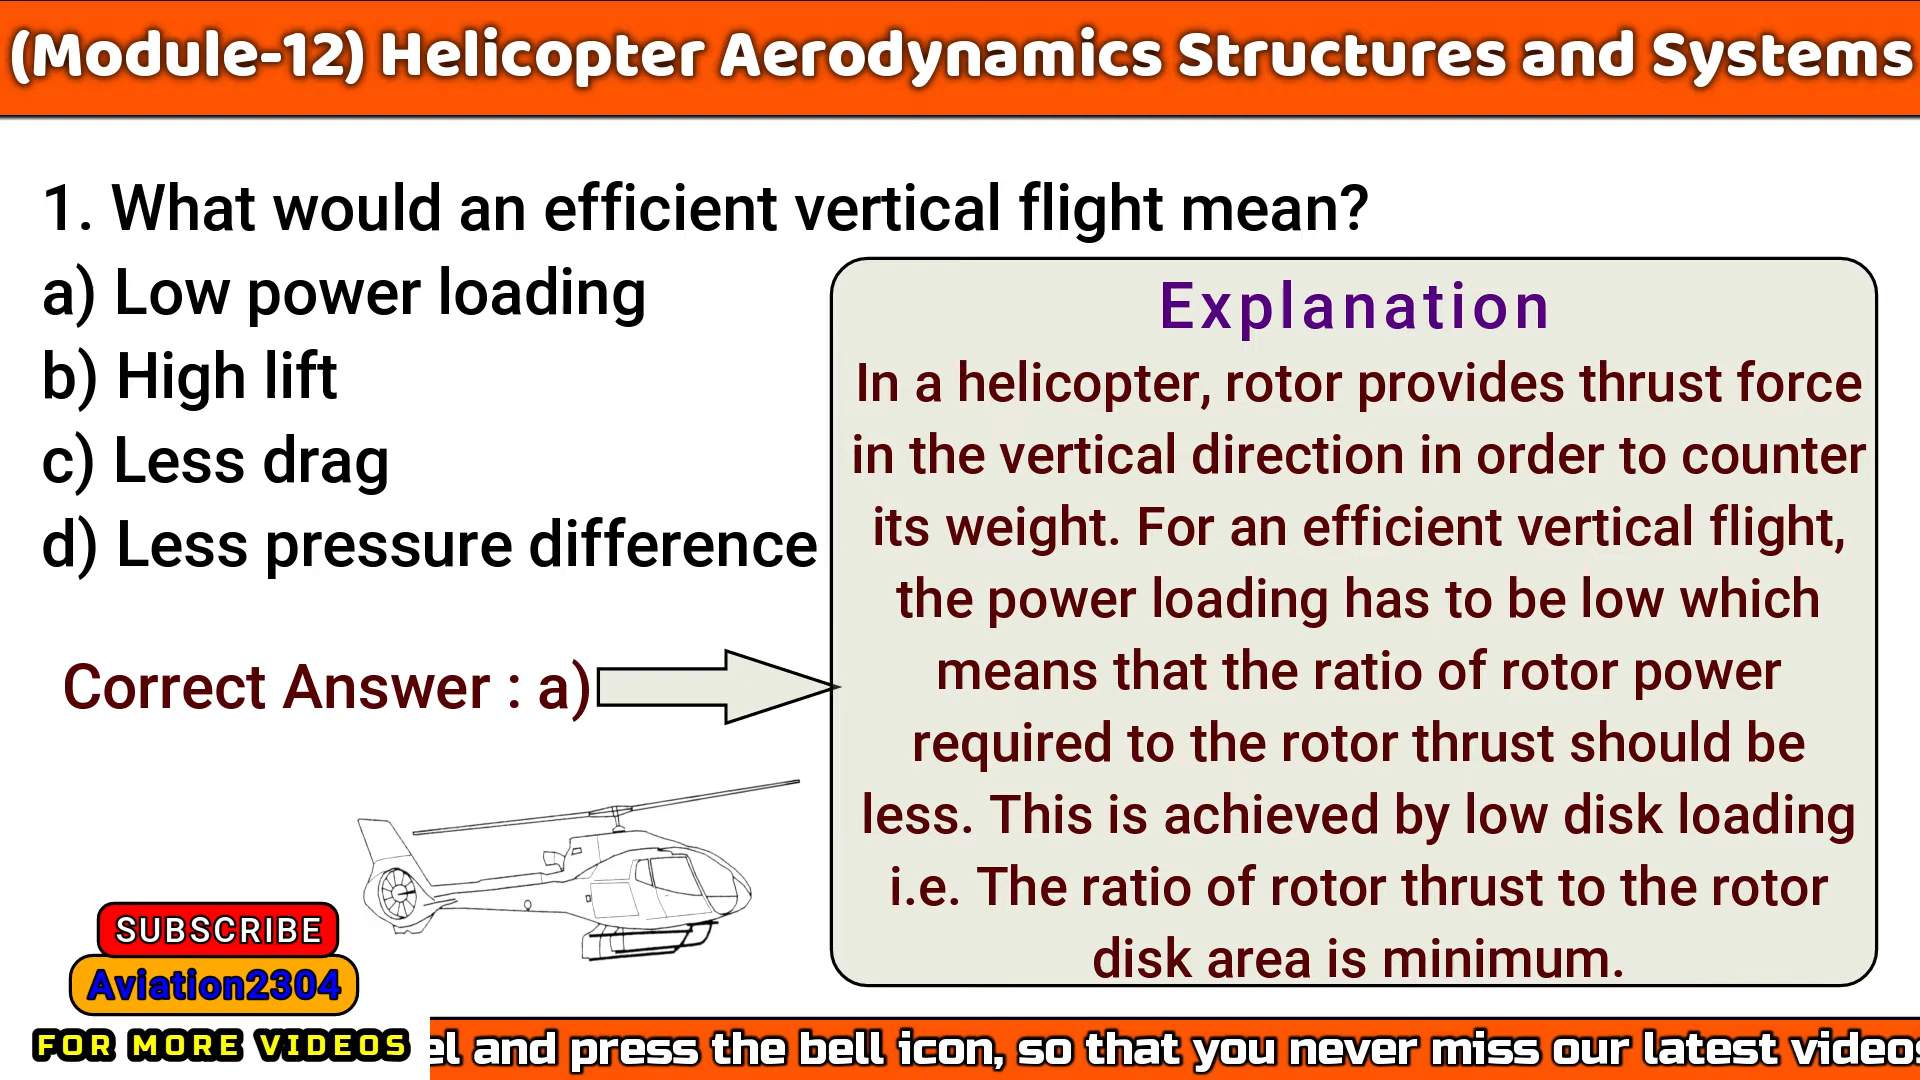 (Module-12) Helicopter Aerodynamics Structures and Systems
1. What would an efficient vertical flight mean?
a) Low power loading
b) High lift
c) Less drag
d) Less pressure difference
Correct Answer : a)
Explanation
In a helicopter, rotor provides thrust force
in the vertical direction in order to counter
its weight. For an efficient vertical flight,
the power loading has to be low which
means that the ratio of rotor power
required to the rotor thrust should be
less. This is achieved by low disk loading
i.e. The ratio of rotor thrust to the rotor
disk area is minimum.
SUBSCRIBE
Aviation2304
FOR MORE VIDEOS
el and press the bell icon, so that you never miss our latest videos